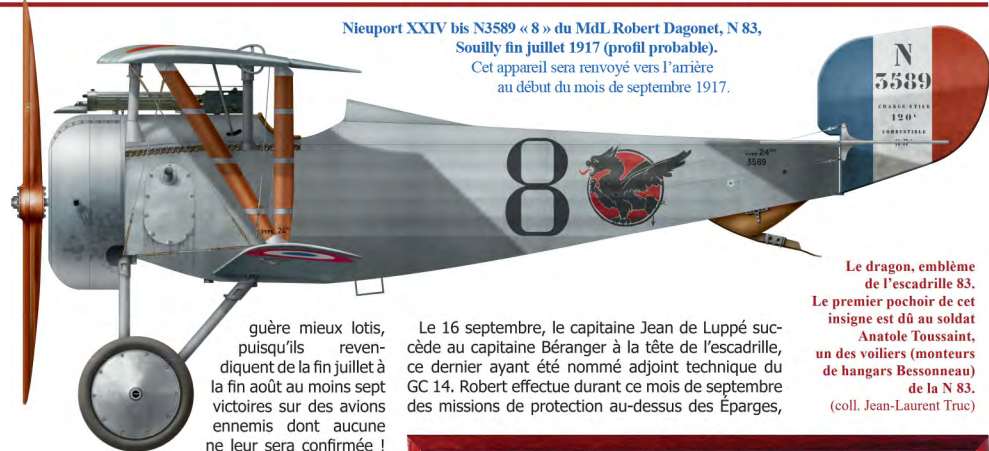 Nieuport XXIV bis N3589 « 8 » du MdL Robert Dagonet, N 83,
Souilly fin juillet 1917 (profil probable).
Cet appareil sera renvoyé vers l'arrière
au début du mois de septembre 1917.
N
3589
CHARGE-UTILE
120ᵏ
COMBUSTIBLE
8
TYPE 24ᵇⁱˢ
3589
TYPE 24
Le dragon, emblème
de l'escadrille 83.
Le premier pochoir de cet
insigne est dû au soldat
Anatole Toussaint,
un des voiliers (monteurs
de hangars Bessonneau)
de la N 83.
(coll. Jean-Laurent Truc)
guère mieux lotis,
puisqu'ils reven-
diquent de la fin juillet à
la fin août au moins sept
victoires sur des avions
ennemis dont aucune
ne leur sera confirmée !
Le 16 septembre, le capitaine Jean de Luppé suc-
cède au capitaine Béranger à la tête de l'escadrille,
ce dernier ayant été nommé adjoint technique du
GC 14. Robert effectue durant ce mois de septembre
des missions de protection au-dessus des Éparges,